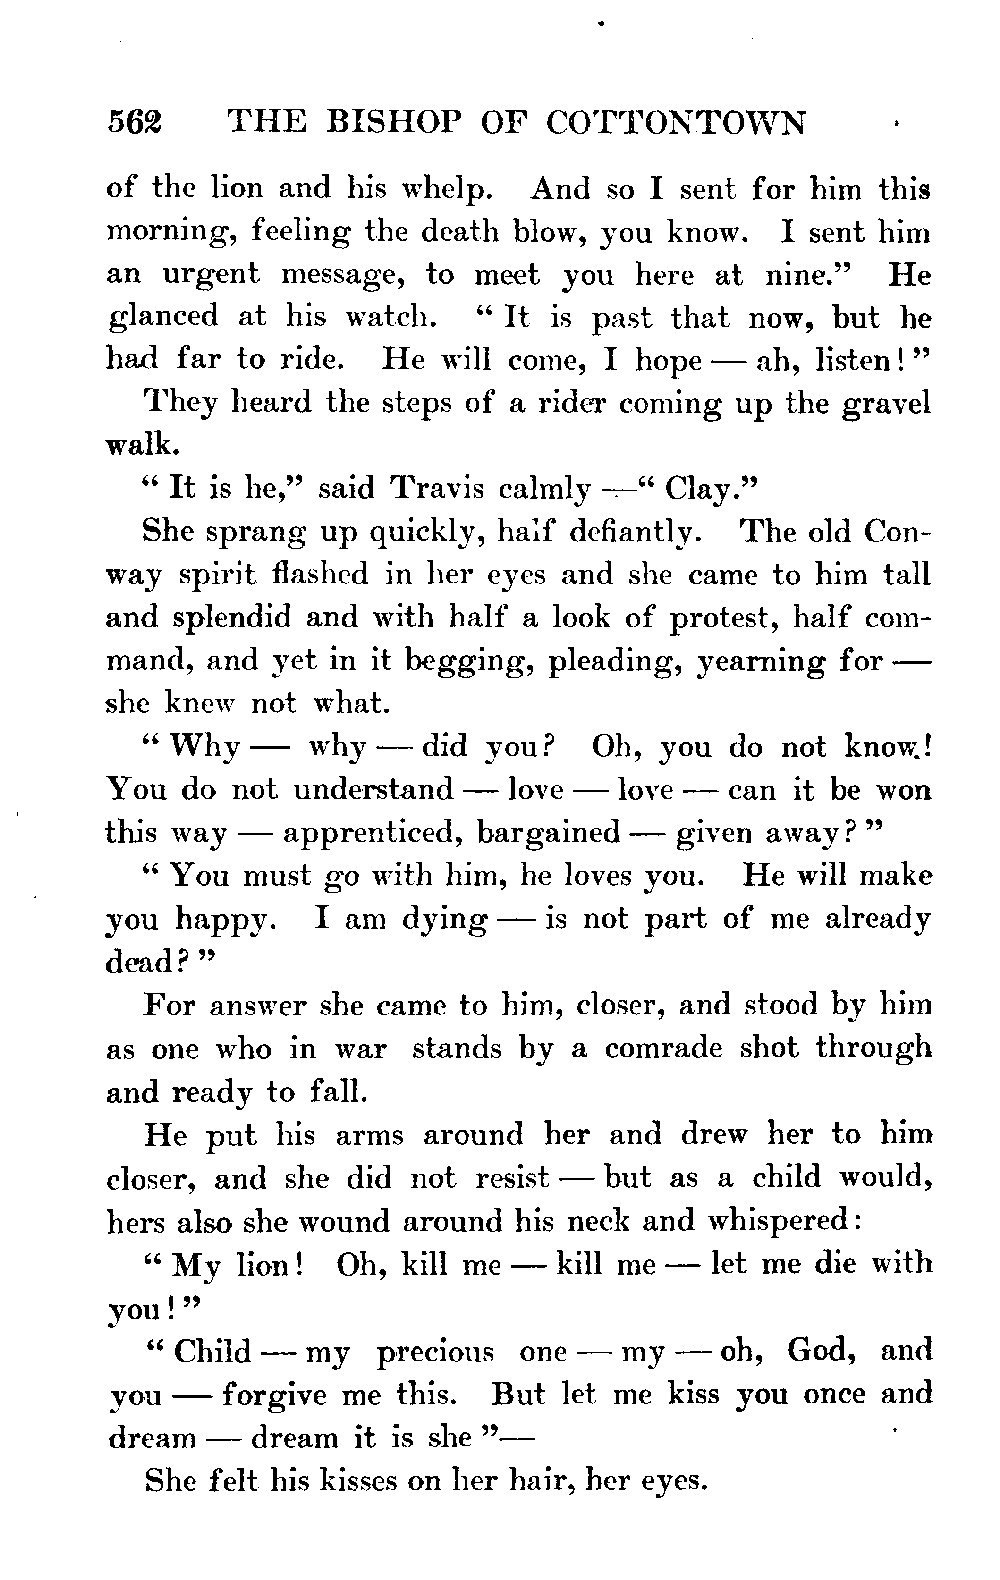 562 THE BISHOP OF COTTONTOWN
of the lion and his whelp. And so I sent for him this
morning, feeling the death blow, you know. I sent him
an urgent message, to meet you here at nine." He
glanced at his watch. " It is past that now, but he
had far to ride. He will come, I hope — ah, listen! "
They heard the steps of a rider coming up the gravel
walk.
" It is he," said Travis calmly —" Clay."
She sprang up quickly, half defiantly. The old Con-
way spirit flashed in her eyes and she came to him tall
and splendid and with half a look of protest, half com-
mand, and yet in it begging, pleading, yearning for —
she knew not what.
" Why — why — did you? Oh, you do not know.!
You do not understand — love — love — can it be won
this way — apprenticed, bargained — given away? "
" You must go with him, he loves you. He will make
you happy. I am dying — is not part of me already
dead? "
For answer she came to him, closer, and stood by him
as one who in war stands by a comrade shot through
and ready to fall.
He put his arms around her and drew her to him
closer, and she did not resist — but as a child would,
hers also she wound around his neck and whispered:
" My lion! Oh, kill me — kill me — let me die with
you! "
" Child — my precious one — my — oh, God, and
you — forgive me this. But let me kiss you once and
dream — dream it is she "—
She felt his kisses on her hair, her eyes.